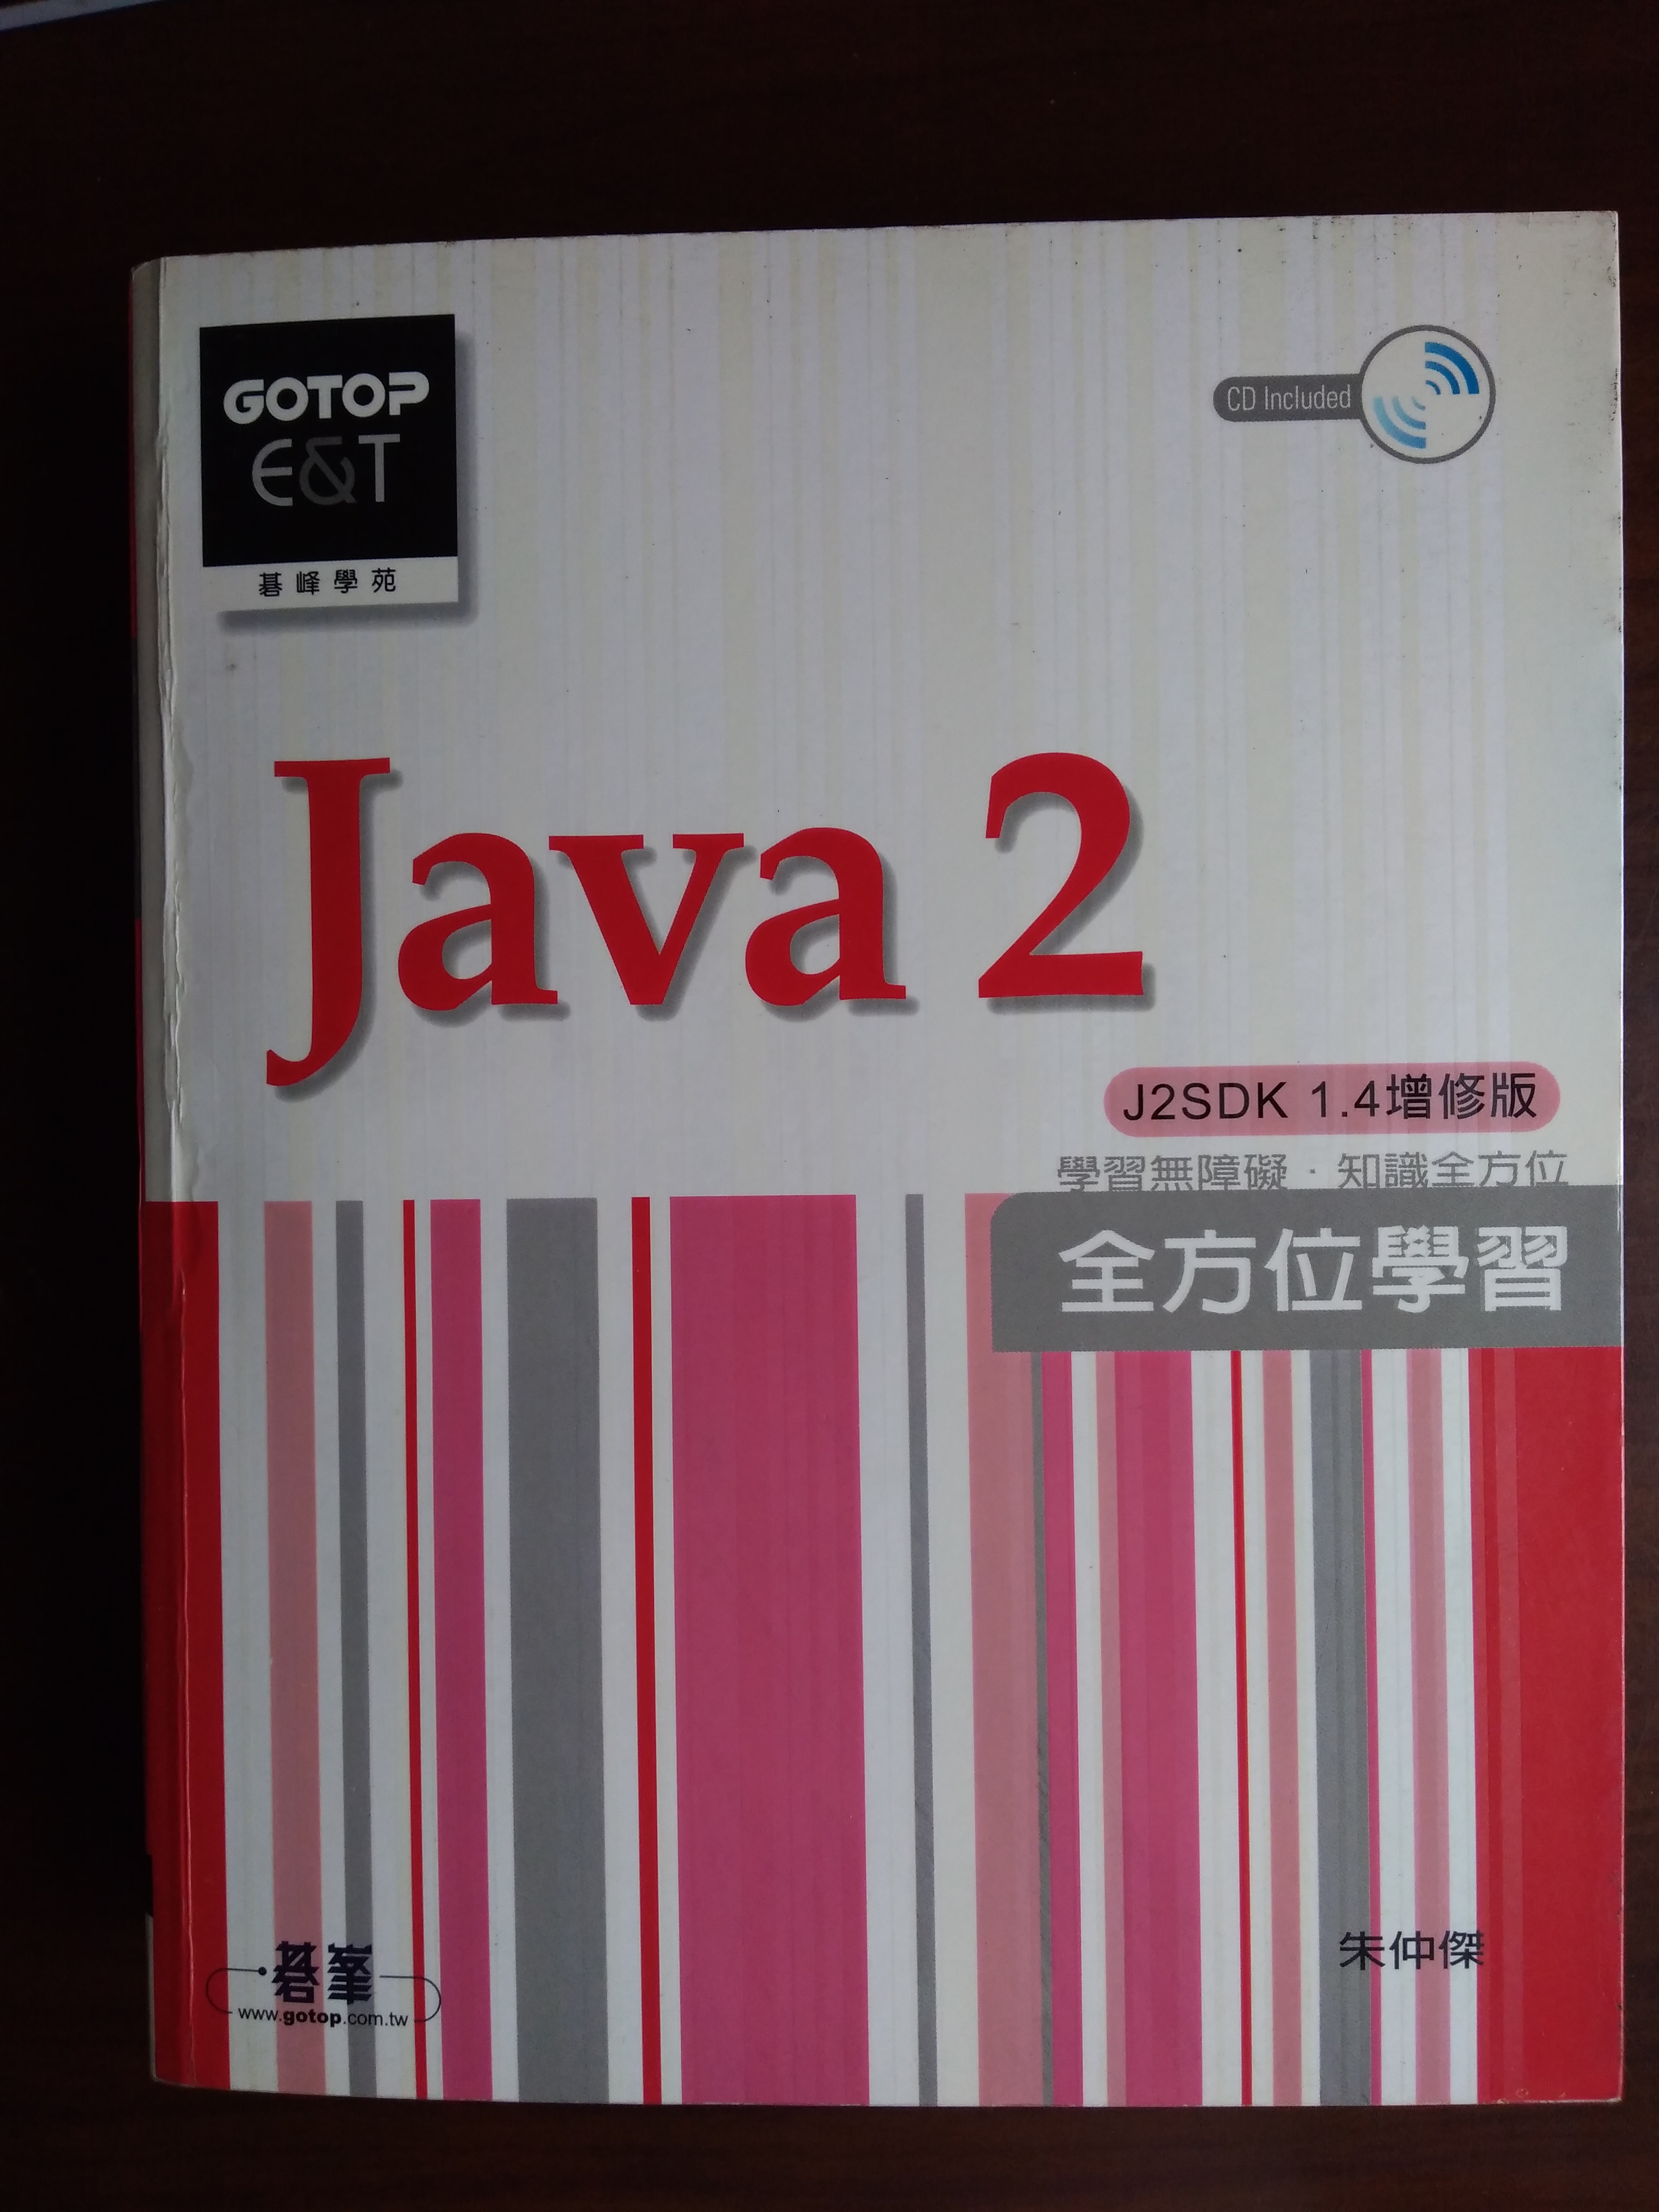 GOTOP
E&T
碁峰學苑
CD Included
Java 2
J2SDK 1.4增修版
學習無障礙·知識全方位
全方位學習
朱仲傑
碁峯
www.gotop.com.tw